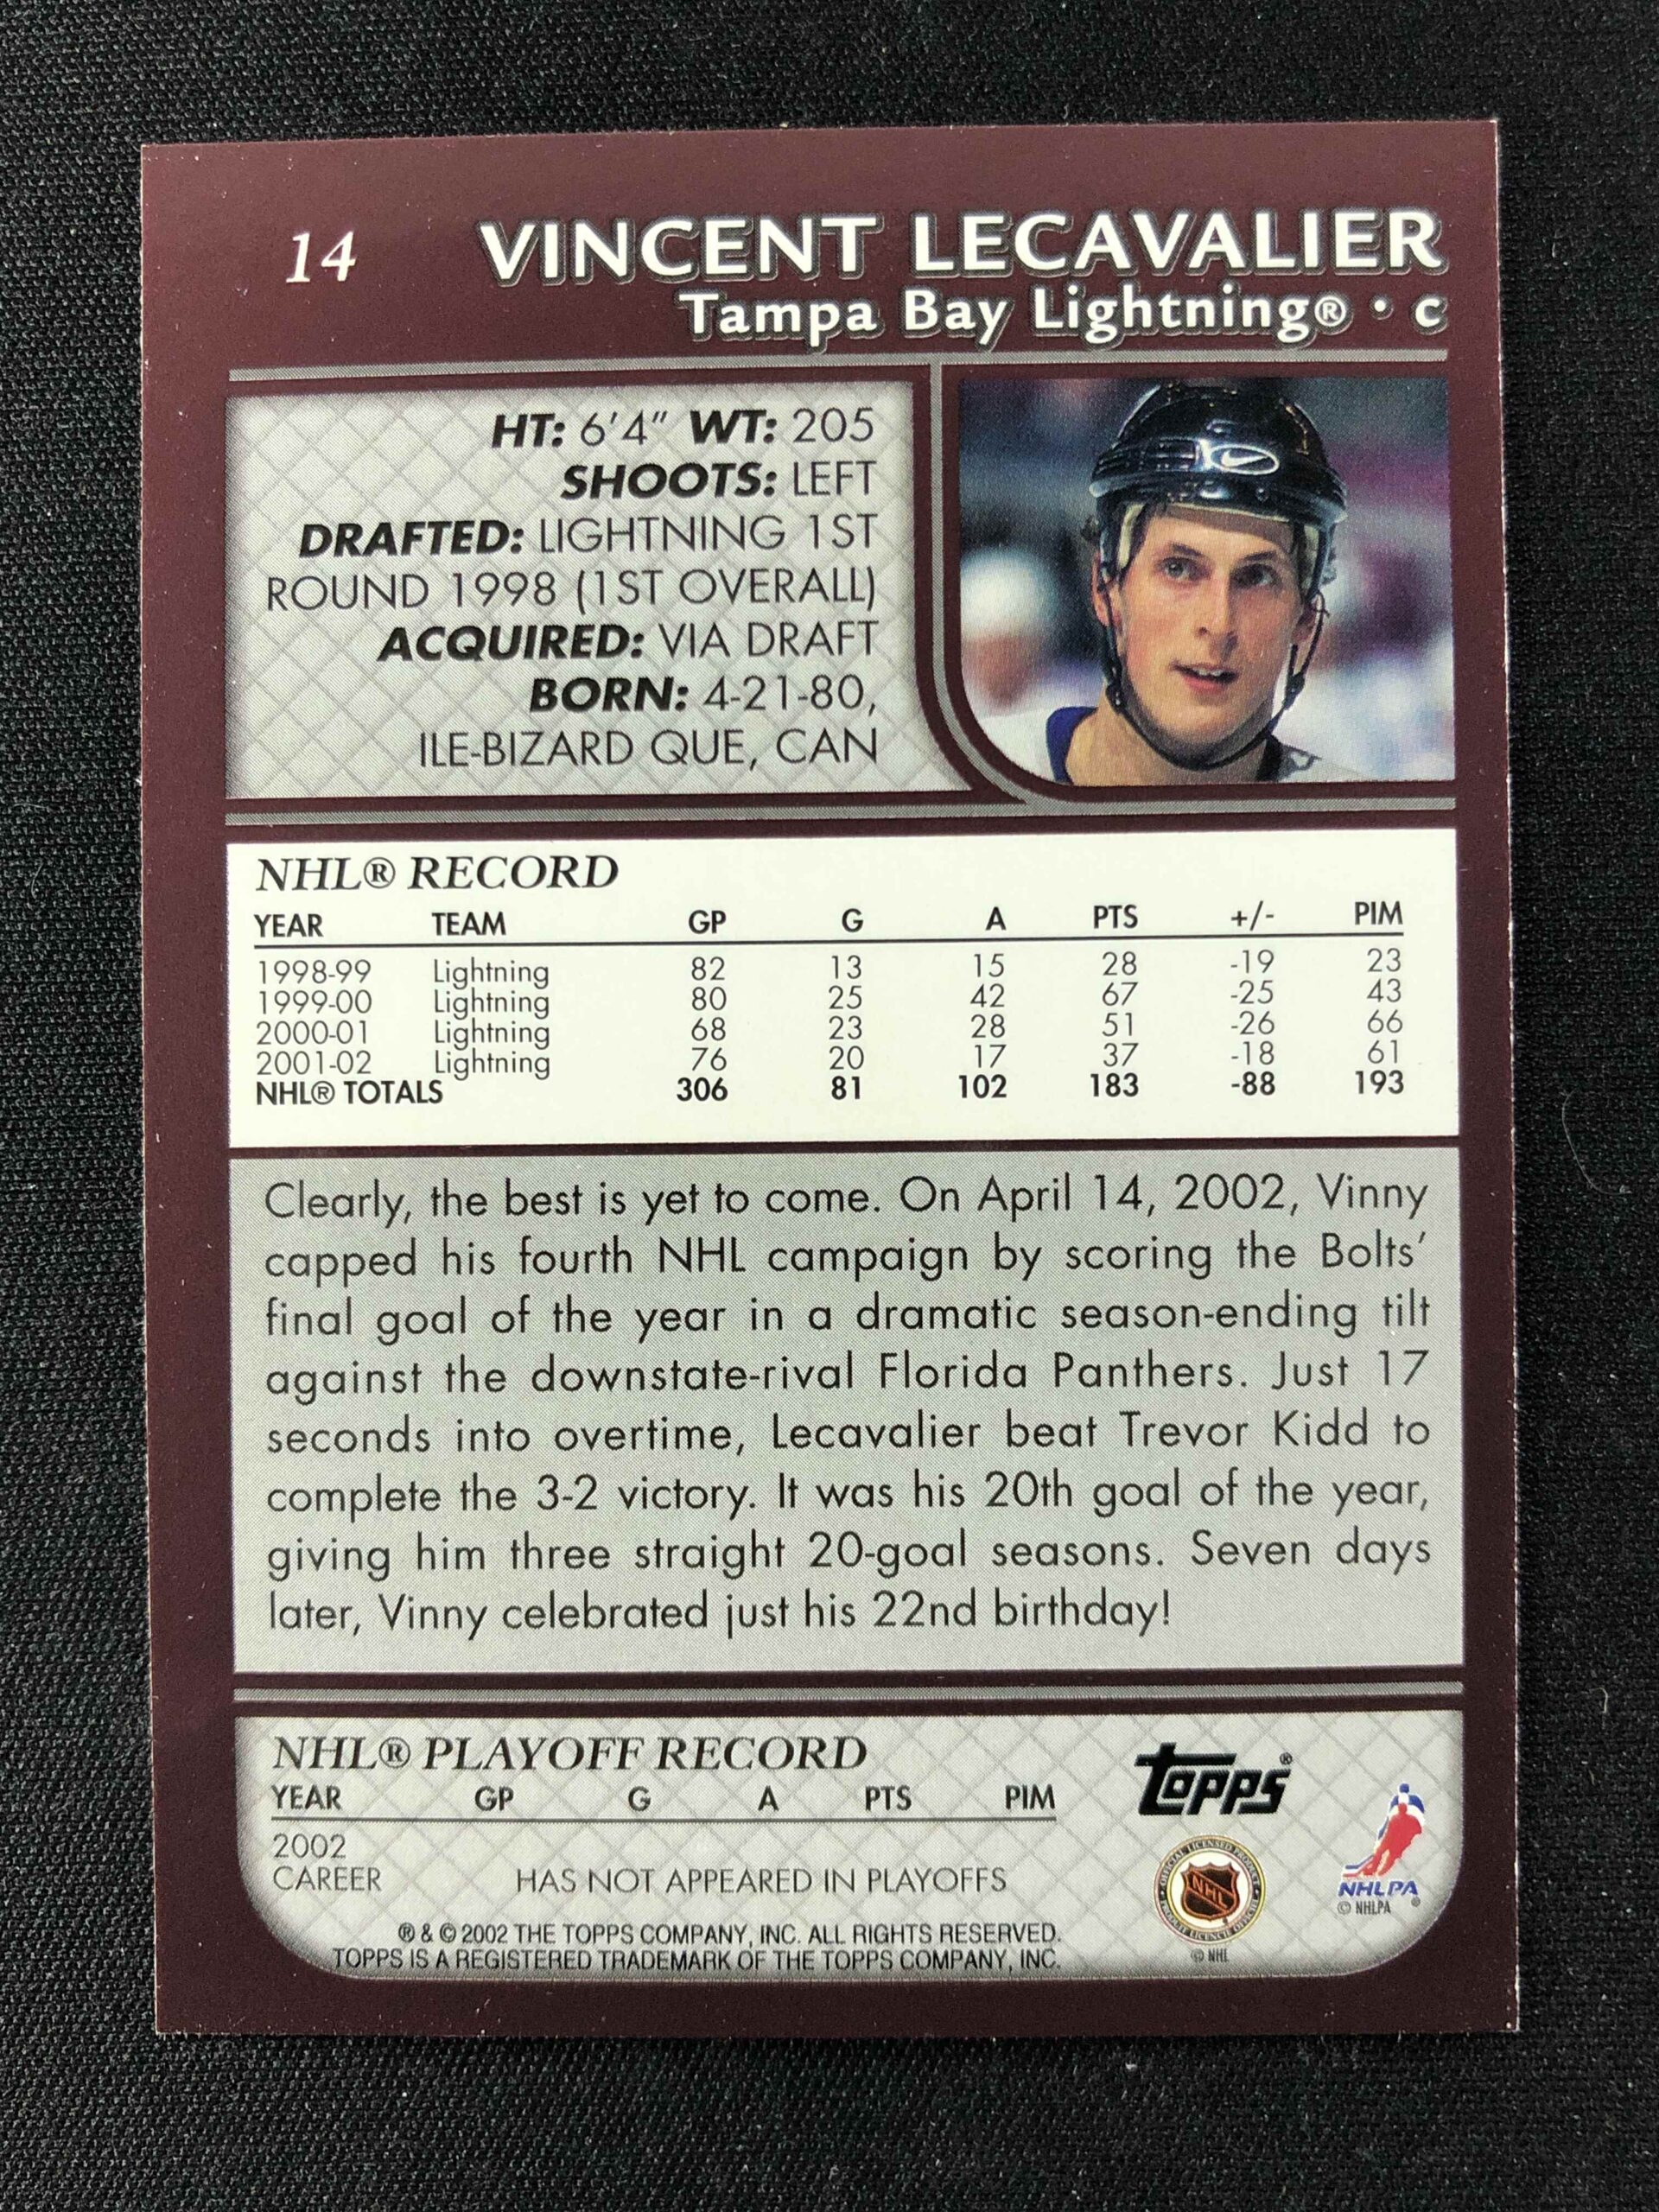 14
VINCENT LECAVALIER
Tampa Bay Lightning® • C
HT: 6'4" WT: 205
SHOOTS: LEFT
DRAFTED: LIGHTNING 1ST
ROUND 1998 (1ST OVERALL)
ACQUIRED: VIA DRAFT
BORN: 4-21-80,
ILE-BIZARD QUE, CAN
NHL® RECORD
YEAR TEAM GP G A PTS +/- PIM
1998-99 Lightning 82 13 15 28 -19 23
1999-00 Lightning 80 25 42 67 -25 43
2000-01 Lightning 68 23 28 51 -26 66
2001-02 Lightning 76 20 17 37 -18 61
NHL® TOTALS 306 81 102 183 -88 193
Clearly, the best is yet to come. On April 14, 2002, Vinny
capped his fourth NHL campaign by scoring the Bolts'
final goal of the year in a dramatic season-ending tilt
against the downstate-rival Florida Panthers. Just 17
seconds into overtime, Lecavalier beat Trevor Kidd to
complete the 3-2 victory. It was his 20th goal of the year,
giving him three straight 20-goal seasons. Seven days
later, Vinny celebrated just his 22nd birthday!
NHL® PLAYOFF RECORD
YEAR GP G A PTS PIM
2002
CAREER HAS NOT APPEARED IN PLAYOFFS
® & © 2002 THE TOPPS COMPANY, INC. ALL RIGHTS RESERVED.
TOPPS IS A REGISTERED TRADEMARK OF THE TOPPS COMPANY, INC.
topps®
OFFICIAL LICENSED PRODUCT
NHL
© NHL
NHLPA
© NHLPA ®